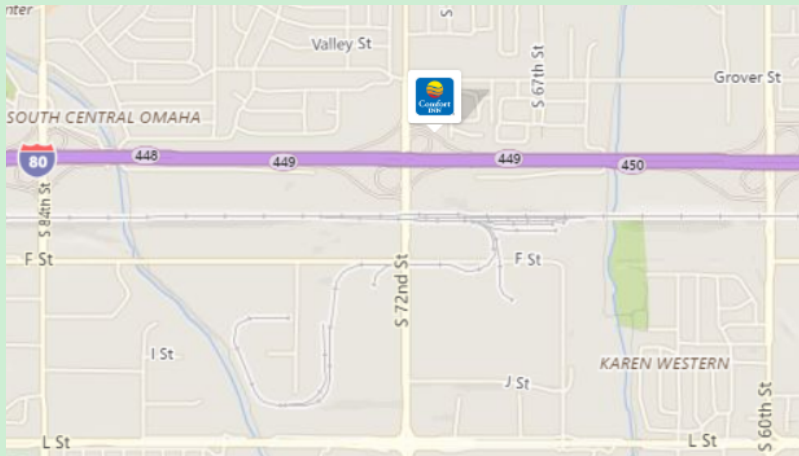 nter
Valley St
S
S 67th St
Grover St
Comfort
INN
SOUTH CENTRAL OMAHA
80
448
449
449
450
S 84th St
F St
F St
S 72nd St
I St
J St
KAREN WESTERN
S 60th St
L St
L St